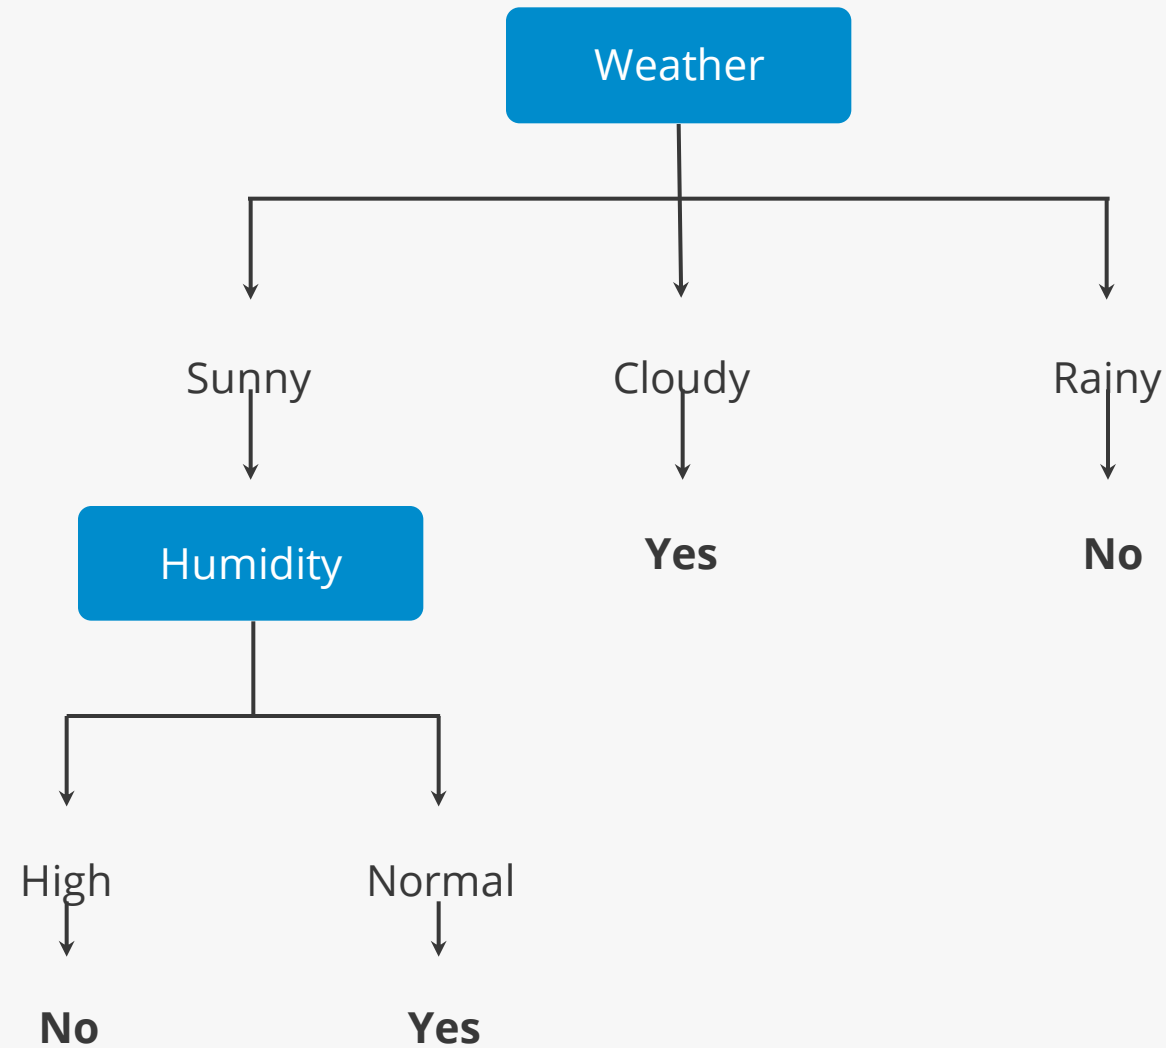 Weather
Sunny
Cloudy
Rainy
Humidity
Yes
No
High
Normal
No
Yes